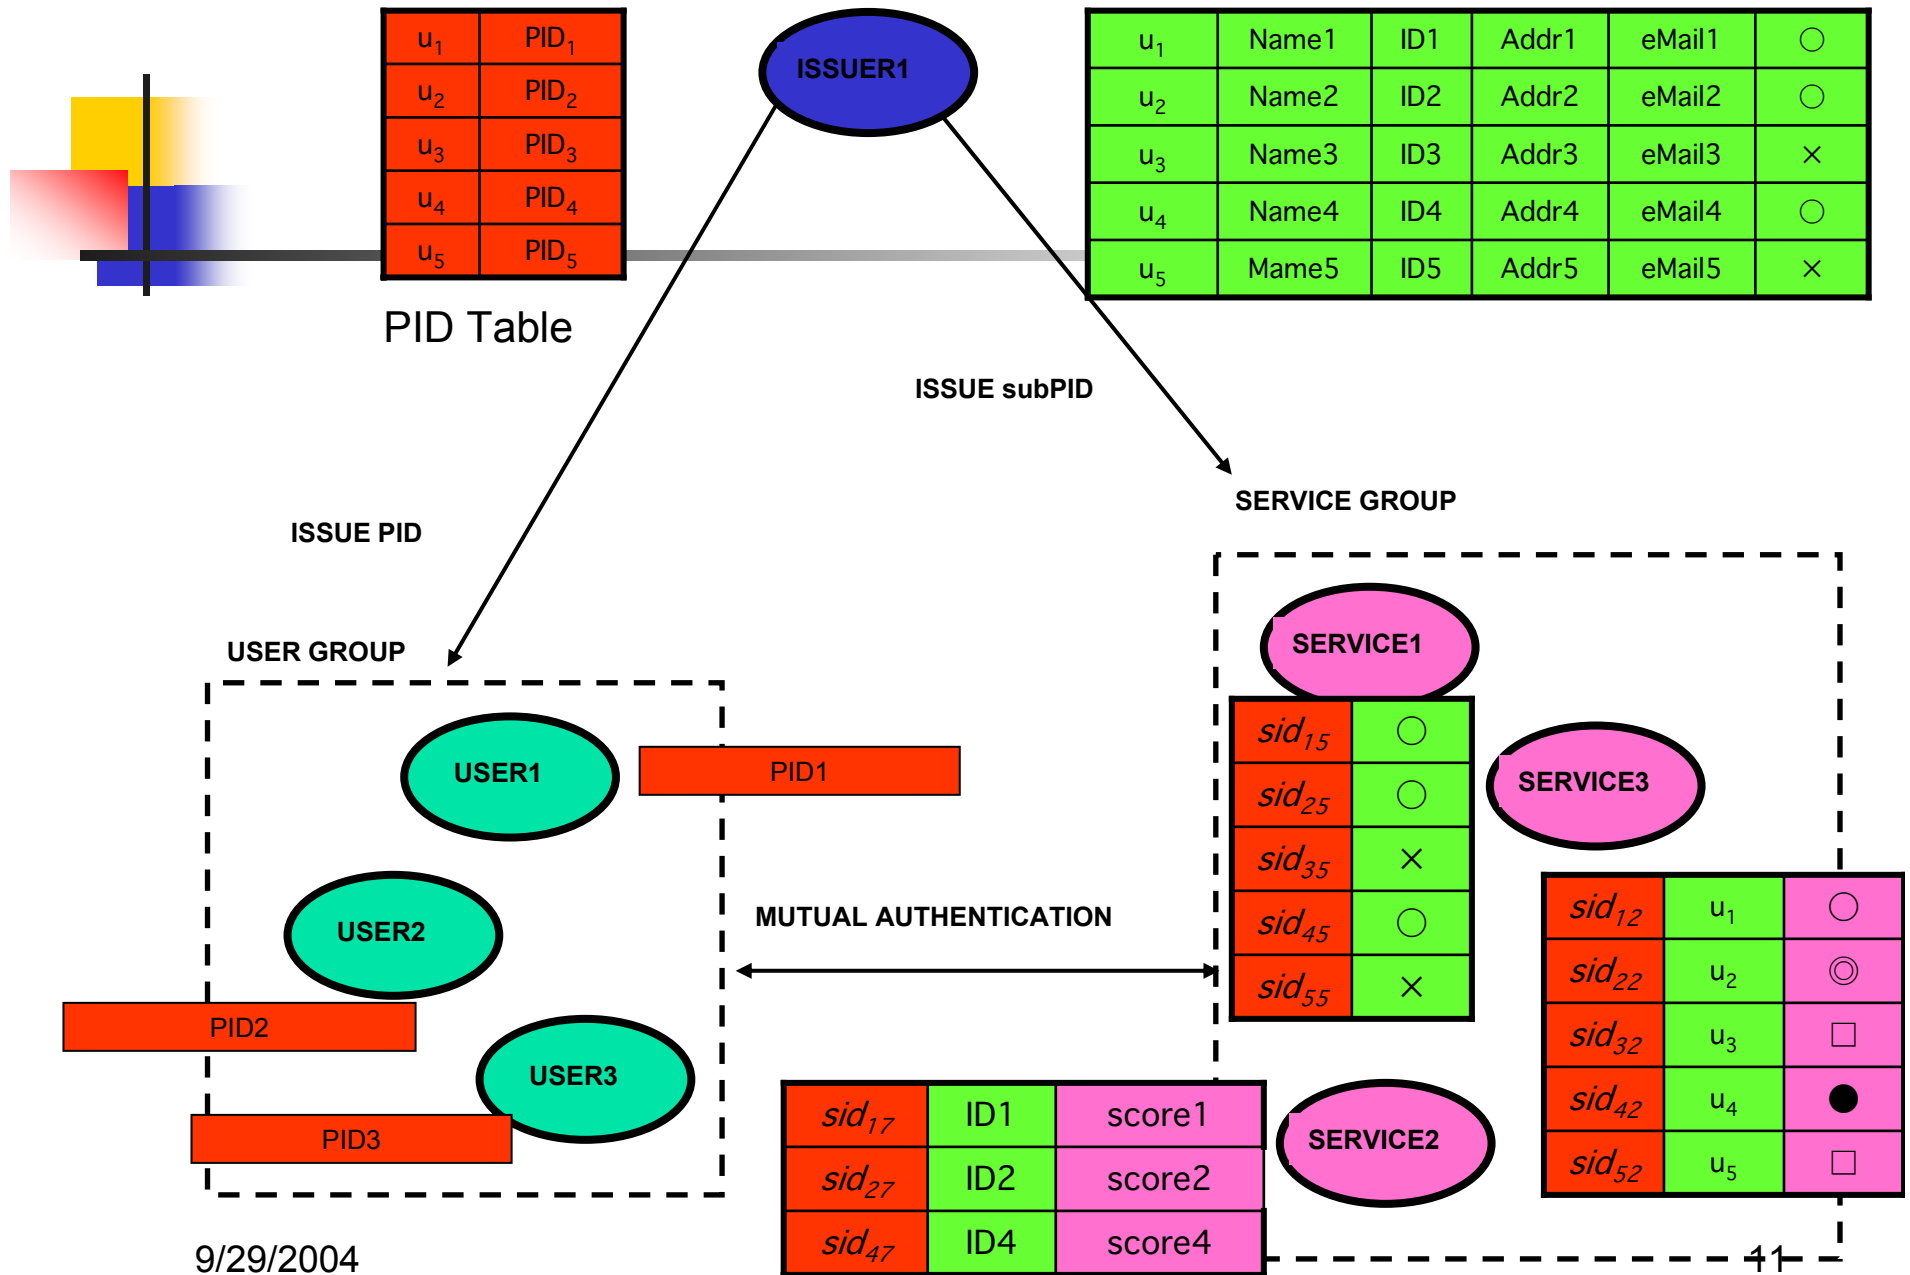 u₁ PID₁
u₂ PID₂
u₃ PID₃
u₄ PID₄
u₅ PID₅
PID Table
ISSUER1
u₁ Name1 ID1 Addr1 eMail1 ○
u₂ Name2 ID2 Addr2 eMail2 ○
u₃ Name3 ID3 Addr3 eMail3 ×
u₄ Name4 ID4 Addr4 eMail4 ○
u₅ Mame5 ID5 Addr5 eMail5 ×
ISSUE subPID
ISSUE PID
SERVICE GROUP
USER GROUP
USER1
PID1
USER2
PID2
USER3
PID3
MUTUAL AUTHENTICATION
SERVICE1
sid₁₅ ○
sid₂₅ ○
sid₃₅ ×
sid₄₅ ○
sid₅₅ ×
SERVICE3
sid₁₂ u₁ ○
sid₂₂ u₂ ◎
sid₃₂ u₃ □
sid₄₂ u₄ ●
sid₅₂ u₅ □
SERVICE2
sid₁₇ ID1 score1
sid₂₇ ID2 score2
sid₄₇ ID4 score4
9/29/2004
11